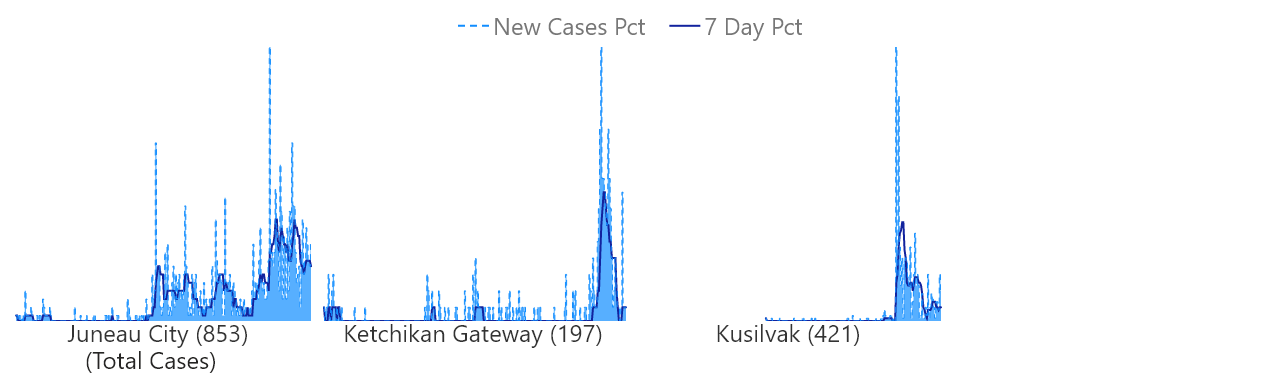 New Cases Pct 7 Day Pct
Juneau City (853) Ketchikan Gateway (197) Kusilvak (421)
(Total Cases)